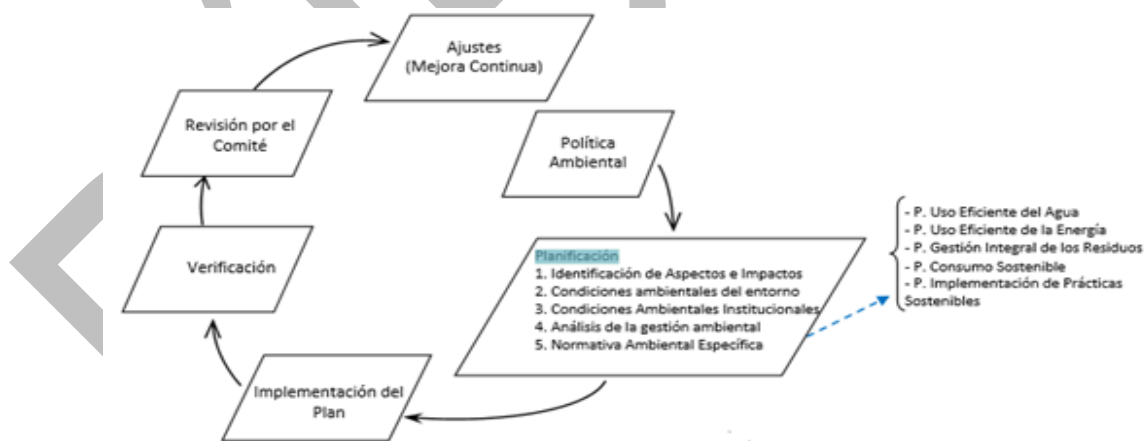 Ajustes
(Mejora Continua)
Revisión por el
Comité
Política
Ambiental
- P. Uso Eficiente del Agua
- P. Uso Eficiente de la Energía
- P. Gestión Integral de los Residuos
- P. Consumo Sostenible
- P. Implementación de Prácticas
Sostenibles
Verificación
Planificación
1. Identificación de Aspectos e Impactos
2. Condiciones ambientales del entorno
3. Condiciones Ambientales Institucionales
4. Análisis de la gestión ambiental
5. Normativa Ambiental Específica
Implementación del
Plan